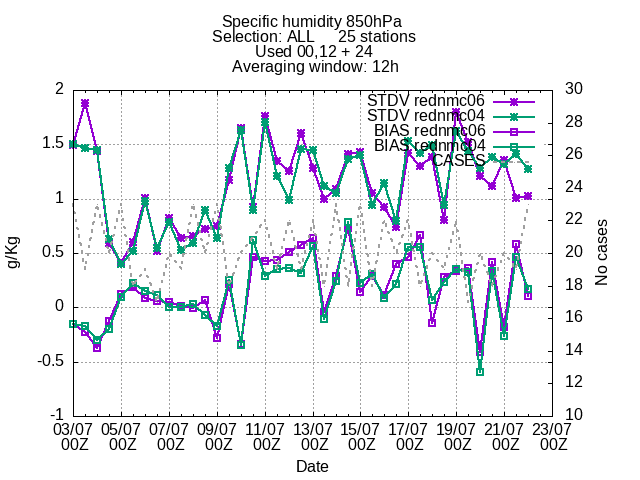 Specific humidity 850hPa
Selection: ALL 25 stations
Used 00,12 + 24
Averaging window: 12h
STDV rednmc06
STDV rednmc04
BIAS rednmc06
BIAS rednmc04
CASES
2
1.5
1
0.5
0
-0.5
-1
g/Kg
30
28
26
24
22
20
18
16
14
12
10
No cases
03/07 05/07 07/07 09/07 11/07 13/07 15/07 17/07 19/07 21/07 23/07
00Z 00Z 00Z 00Z 00Z 00Z 00Z 00Z 00Z 00Z 00Z
Date